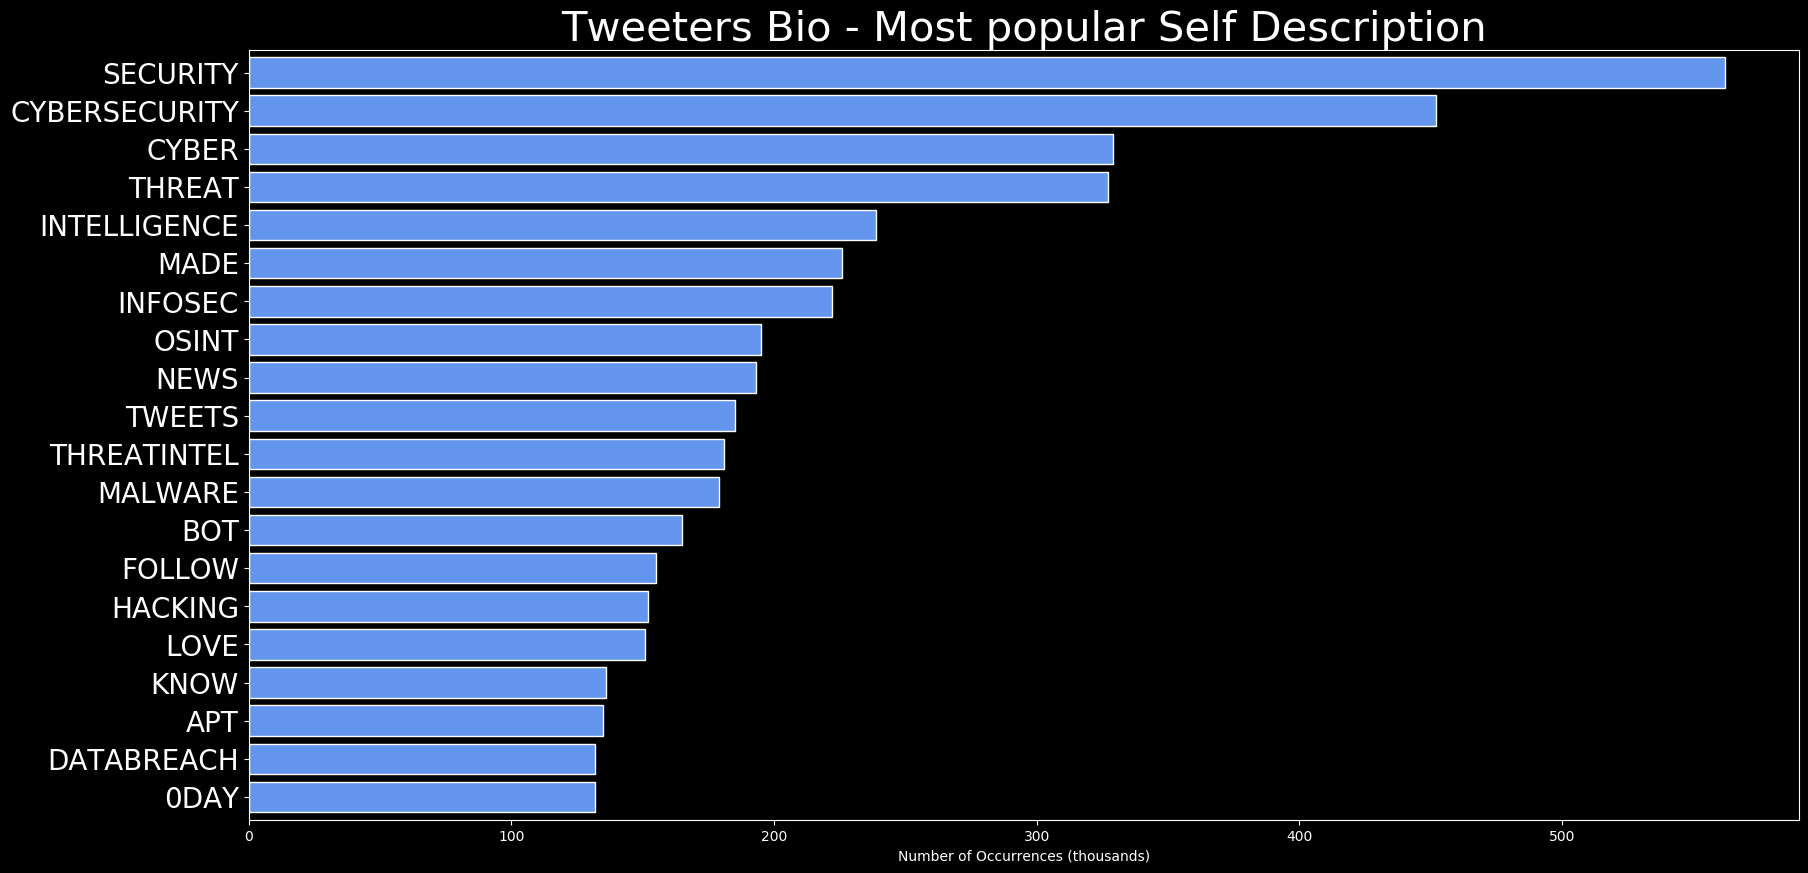 Tweeters Bio - Most popular Self Description
SECURITY
CYBERSECURITY
CYBER
THREAT
INTELLIGENCE
MADE
INFOSEC
OSINT
NEWS
TWEETS
THREATINTEL
MALWARE
BOT
FOLLOW
HACKING
LOVE
KNOW
APT
DATABREACH
0DAY
0 100 200 300 400 500
Number of Occurrences (thousands)